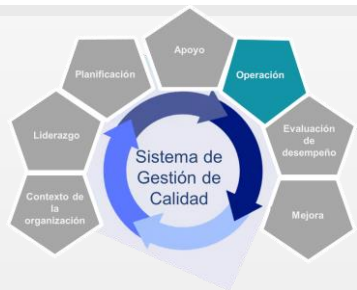 Apoyo
Planificación
Operación
Liderazgo
Evaluación
de
desempeño
Sistema de
Gestión de
Calidad
Contexto de
la
organización
Mejora